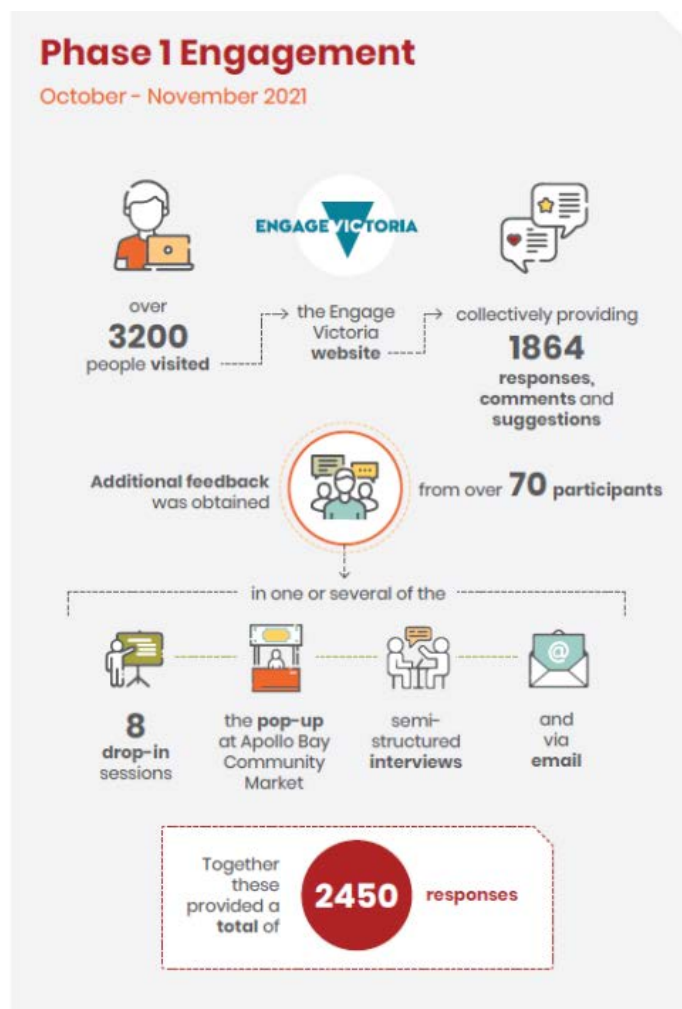 Phase 1 Engagement
October - November 2021
ENGAGE VICTORIA
over
3200
people visited
the Engage
Victoria
website
collectively providing
1864
responses,
comments and
suggestions
Additional feedback
was obtained
from over 70 participants
in one or several of the
8
drop-in
sessions
the pop-up
at Apollo Bay
Community
Market
semi-
structured
interviews
@
and
via
email
Together
these
provided a
total of
2450
responses